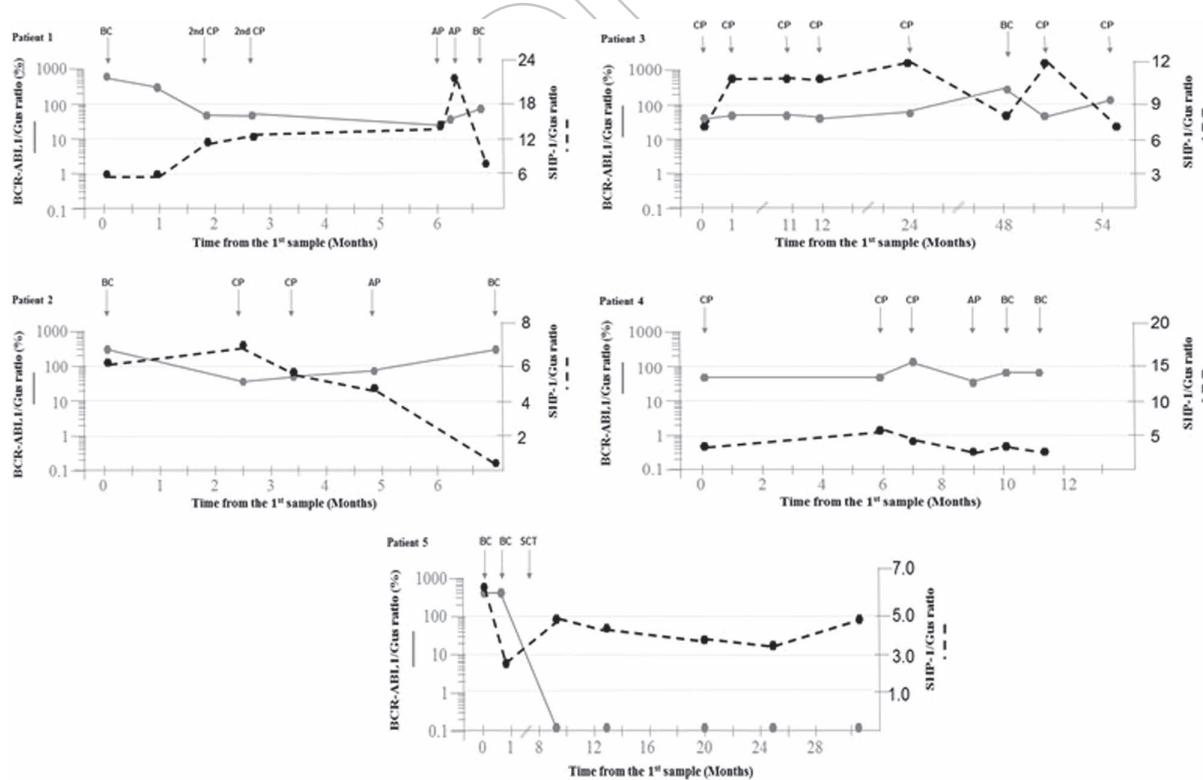 Patient 1
BC 2nd CP 2nd CP AP AP BC
BCR-ABL1/Gus ratio (%)
1000
100
10
1
0.1
24
18
12
6
SHP-1/Gus ratio
0 1 2 3 4 5 6
Time from the 1st sample (Months)
Patient 3
CP CP CP CP CP BC CP CP
BCR-ABL1/Gus ratio (%)
1000
100
10
1
0.1
12
9
6
3
SHP-1/Gus ratio
0 1 11 12 24 48 54
Time from the 1st sample (Months)
Patient 2
BC CP CP AP BC
BCR-ABL1/Gus ratio (%)
1000
100
10
1
0.1
8
6
4
2
SHP-1/Gus ratio
0 1 2 3 4 5 6
Time from the 1st sample (Months)
Patient 4
CP CP CP AP BC BC
BCR-ABL1/Gus ratio (%)
1000
100
10
1
0.1
20
15
10
5
SHP-1/Gus ratio
0 2 4 6 8 10 12
Time from the 1st sample (Months)
Patient 5
BC BC SCT
BCR-ABL1/Gus ratio (%)
1000
100
10
1
0.1
7.0
5.0
3.0
1.0
SHP-1/Gus ratio
0 1 8 12 16 20 24 28
Time from the 1st sample (Months)